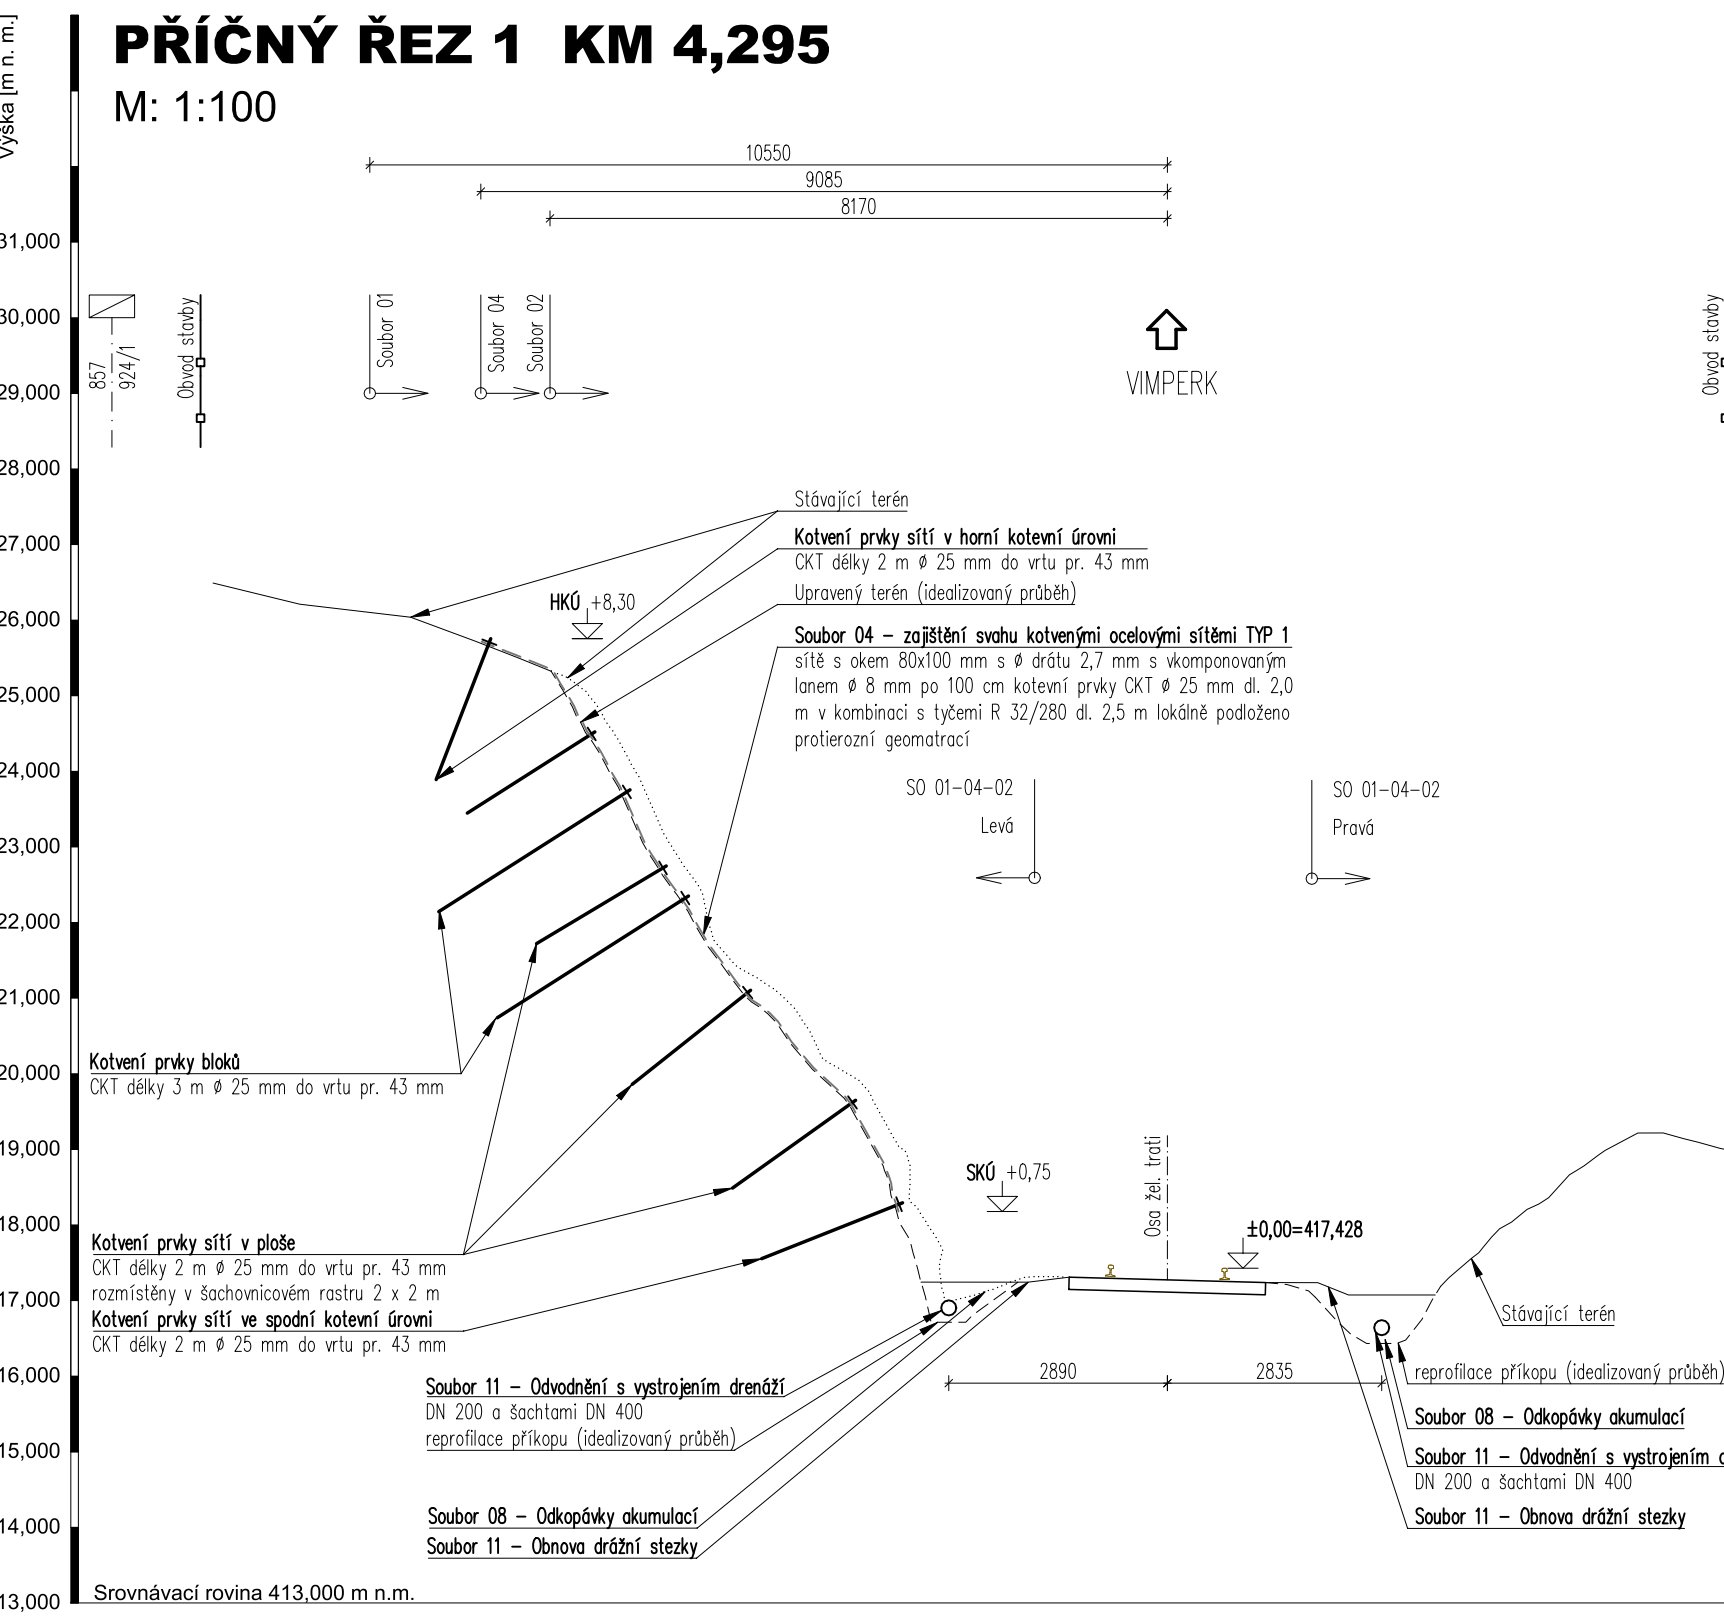 PŘÍČNÝ ŘEZ 1 KM 4,295
M: 1:100
Výška [m n. m.]
10550
9085
8170
31,000
30,000
29,000
28,000
27,000
26,000
25,000
24,000
23,000
22,000
21,000
20,000
19,000
18,000
17,000
16,000
15,000
14,000
13,000
857
924/1
Obvod stavby
Soubor 01
Soubor 04
Soubor 02
VIMPERK
Obvod stavby
Stávající terén
Kotvení prvky sítí v horní kotevní úrovni
CKT délky 2 m ø 25 mm do vrtu pr. 43 mm
Upravený terén (idealizovaný průběh)
HKÚ +8,30
Soubor 04 – zajištění svahu kotvenými ocelovými sítěmi TYP 1
sítě s okem 80x100 mm s ø drátu 2,7 mm s vkomponovaným
lanem ø 8 mm po 100 cm kotevní prvky CKT ø 25 mm dl. 2,0
m v kombinaci s tyčemi R 32/280 dl. 2,5 m lokálně podloženo
protierozní geomatrací
SO 01-04-02
Levá
SO 01-04-02
Pravá
Kotvení prvky bloků
CKT délky 3 m ø 25 mm do vrtu pr. 43 mm
SKÚ +0,75
Osa žel. trati
±0,00=417,428
Kotvení prvky sítí v ploše
CKT délky 2 m ø 25 mm do vrtu pr. 43 mm
rozmístěny v šachovnicovém rastru 2 x 2 m
Kotvení prvky sítí ve spodní kotevní úrovni
CKT délky 2 m ø 25 mm do vrtu pr. 43 mm
Stávající terén
2890
2835
Soubor 11 – Odvodnění s vystrojením drenáží
DN 200 a šachtami DN 400
reprofilace příkopu (idealizovaný průběh)
Soubor 08 – Odkopávky akumulací
Soubor 11 – Obnova drážní stezky
reprofilace příkopu (idealizovaný průběh)
Soubor 08 – Odkopávky akumulací
Soubor 11 – Odvodnění s vystrojením
DN 200 a šachtami DN 400
Soubor 11 – Obnova drážní stezky
Srovnávací rovina 413,000 m n.m.